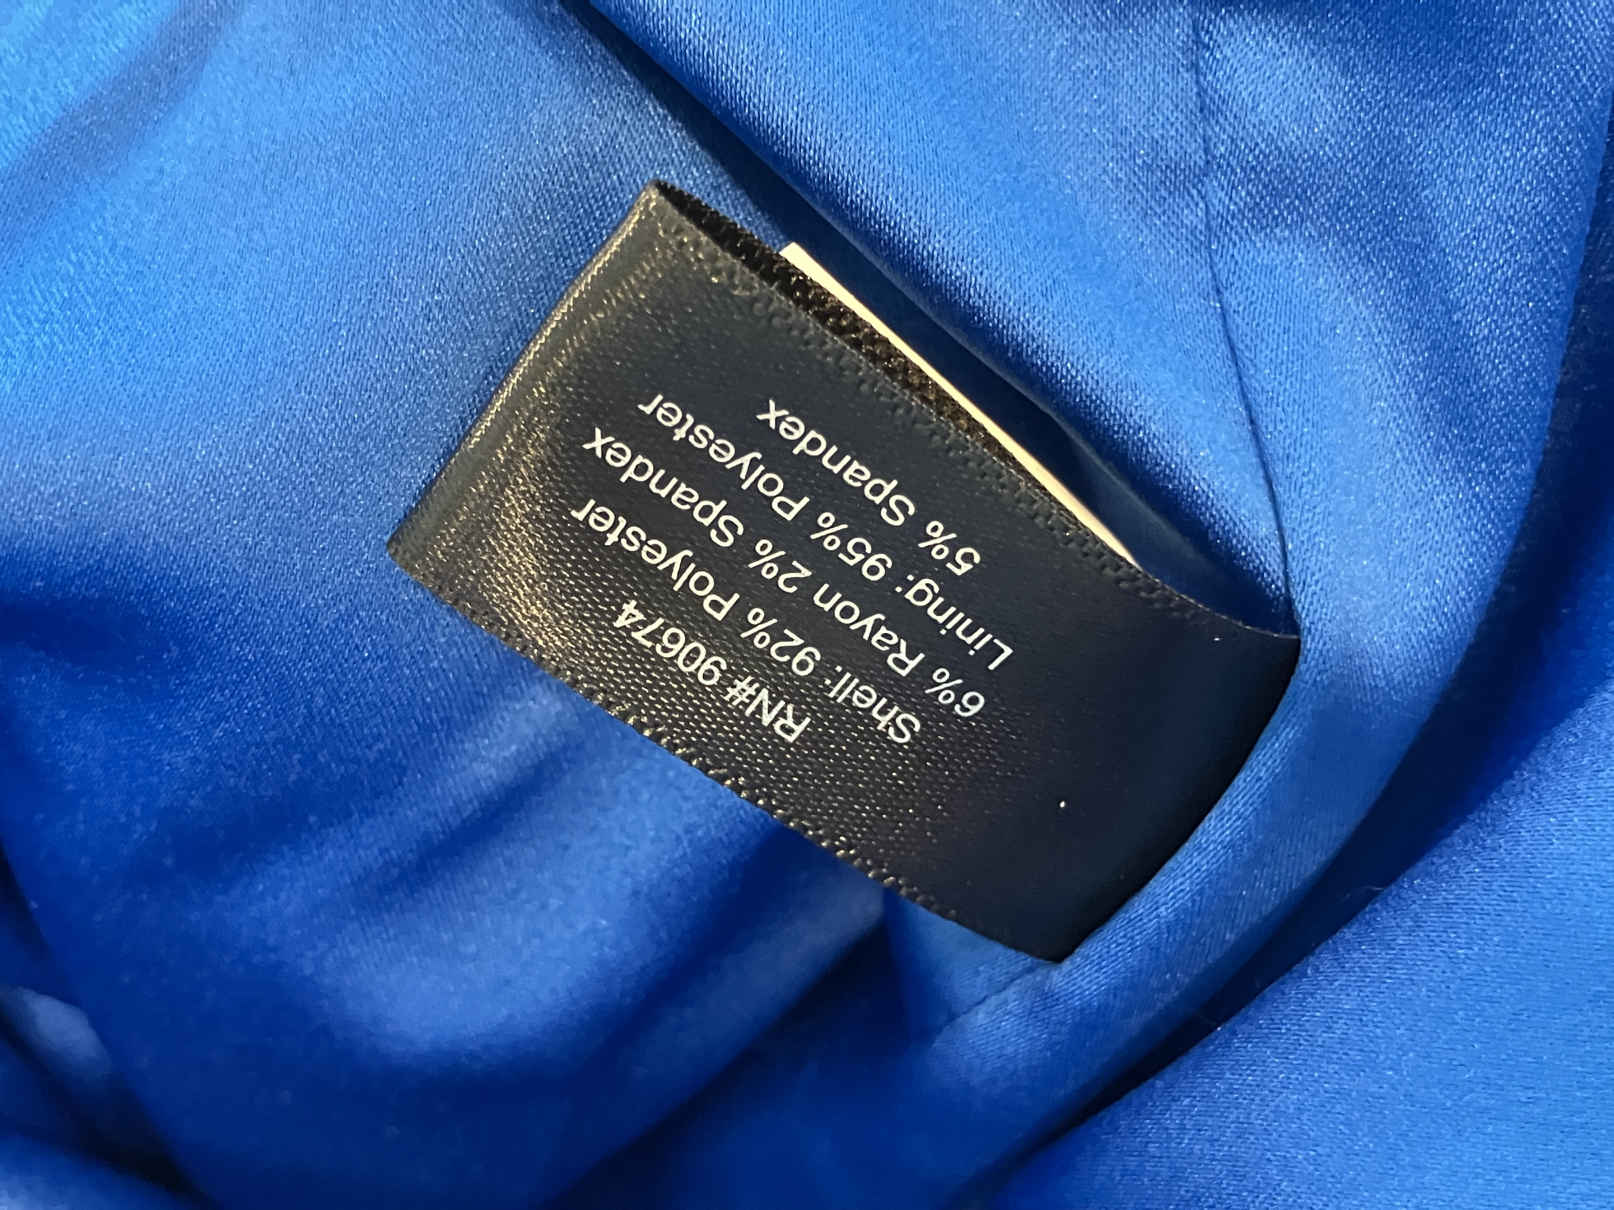 RN# 90674
Shell: 92% Polyester
6% Rayon 2% Spandex
Lining: 95% Polyester
5% Spandex